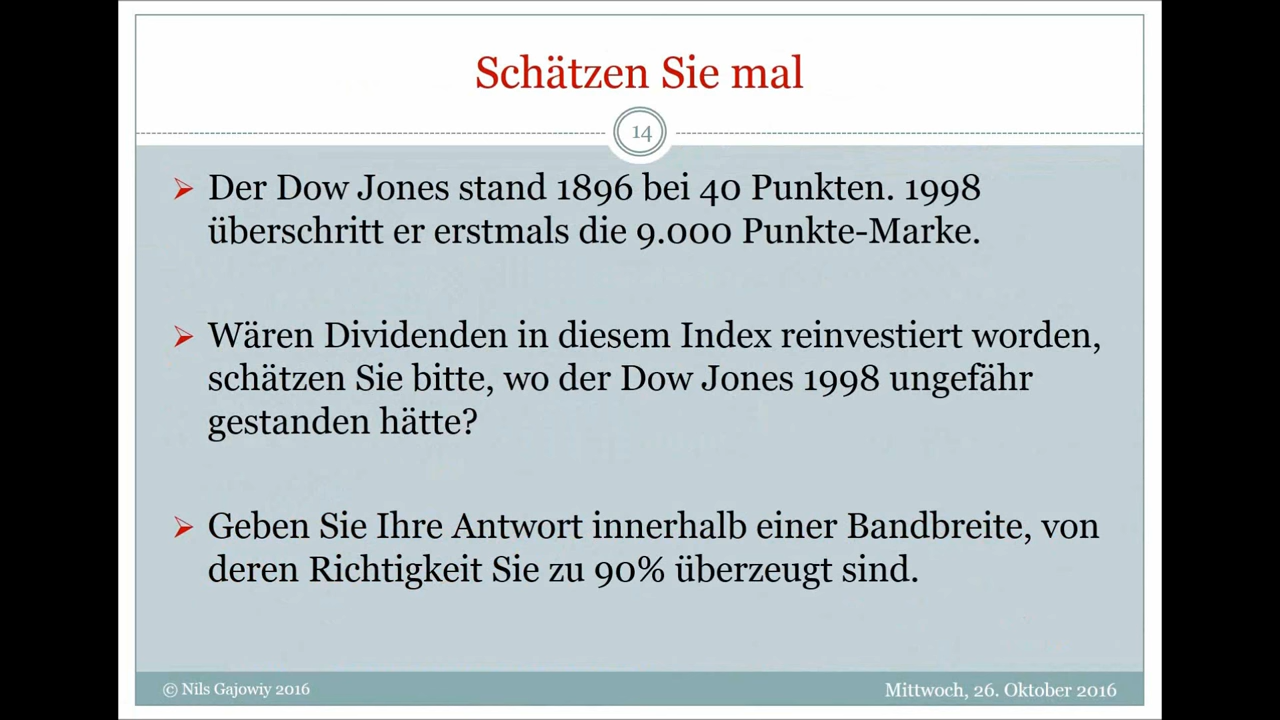 Schätzen Sie mal
14
➢ Der Dow Jones stand 1896 bei 40 Punkten. 1998
überschritt er erstmals die 9.000 Punkte-Marke.
➢ Wären Dividenden in diesem Index reinvestiert worden,
schätzen Sie bitte, wo der Dow Jones 1998 ungefähr
gestanden hätte?
➢ Geben Sie Ihre Antwort innerhalb einer Bandbreite, von
deren Richtigkeit Sie zu 90% überzeugt sind.
© Nils Gajowiy 2016
Mittwoch, 26. Oktober 2016